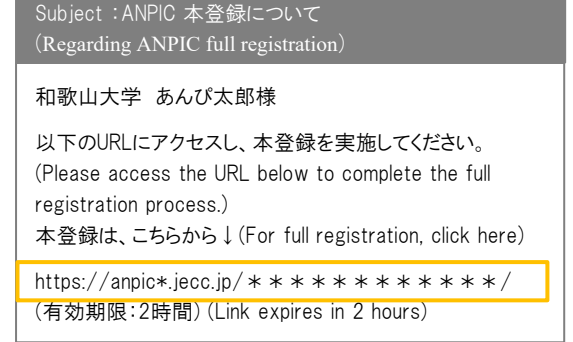 Subject：ANPIC 本登録について
（Regarding ANPIC full registration）
和歌山大学　あんぴ太郎様
以下のURLにアクセスし、本登録を実施してください。
(Please access the URL below to complete the full
registration process.)
本登録は、こちらから↓(For full registration, click here)
https://anpic*.jecc.jp/＊＊＊＊＊＊＊＊＊＊＊＊/
(有効期限：2時間) (Link expires in 2 hours)